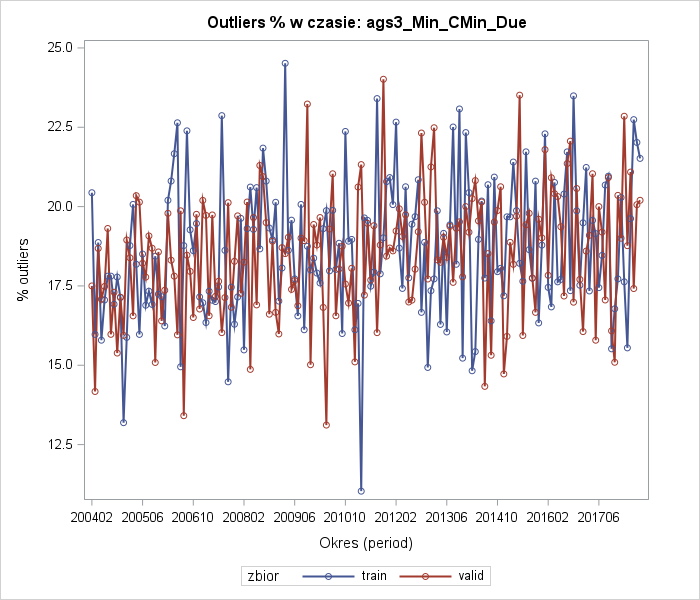 Outliers % w czasie: ags3_Min_CMin_Due
25.0
22.5
20.0
17.5
15.0
12.5
% outliers
200402 200506 200610 200802 200906 201010 201202 201306 201410 201602 201706
Okres (period)
zbior train valid